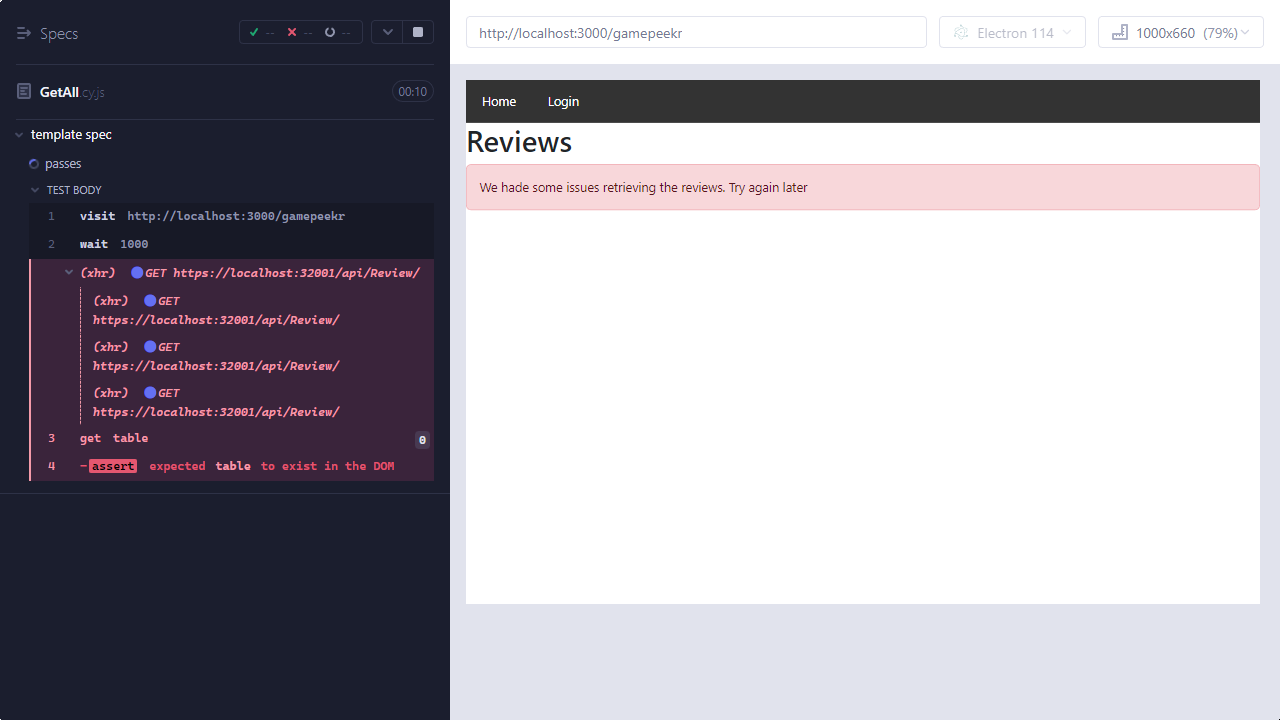 Specs
-- -- --
http://localhost:3000/gamepeekr
Electron 114
1000x660 (79%)
GetAll.cy.js
00:10
template spec
passes
TEST BODY
1 visit http://localhost:3000/gamepeekr
2 wait 1000
(xhr) GET https://localhost:32001/api/Review/
(xhr) GET
https://localhost:32001/api/Review/
(xhr) GET
https://localhost:32001/api/Review/
(xhr) GET
https://localhost:32001/api/Review/
3 get table 0
4 -assert expected table to exist in the DOM
Home Login
Reviews
We hade some issues retrieving the reviews. Try again later